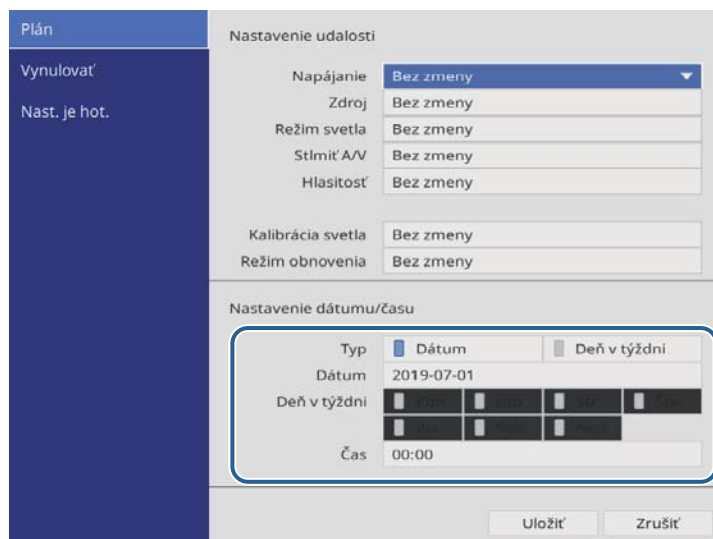 Plán
Vynulovať
Nast. je hot.
Nastavenie udalosti
Napájanie Bez zmeny
Zdroj Bez zmeny
Režim svetla Bez zmeny
Stlmiť A/V Bez zmeny
Hlasitosť Bez zmeny
Kalibrácia svetla Bez zmeny
Režim obnovenia Bez zmeny
Nastavenie dátumu/času
Typ Dátum Deň v týždni
Dátum 2019-07-01
Deň v týždni
Čas 00:00
Uložiť Zrušiť